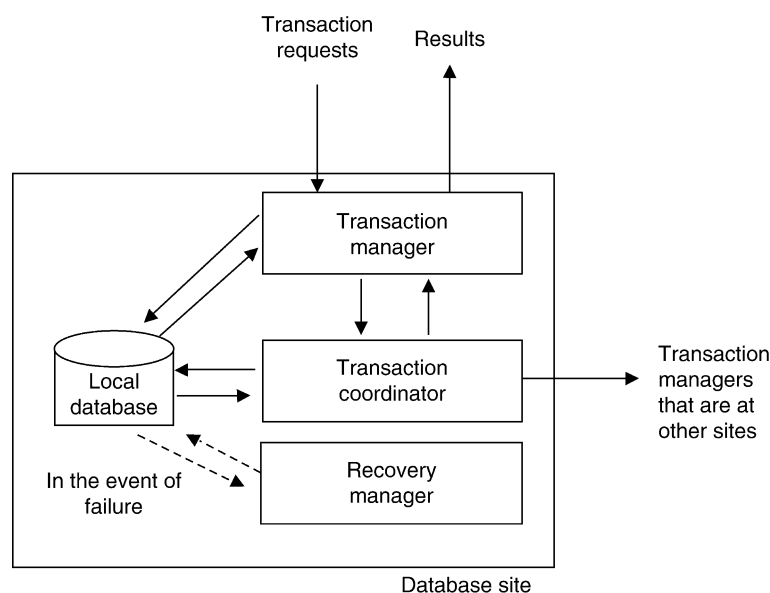 Transaction
requests
Results
Transaction
manager
Transaction
coordinator
Transaction
managers
that are at
other sites
Local
database
Recovery
manager
In the event of
failure
Database site